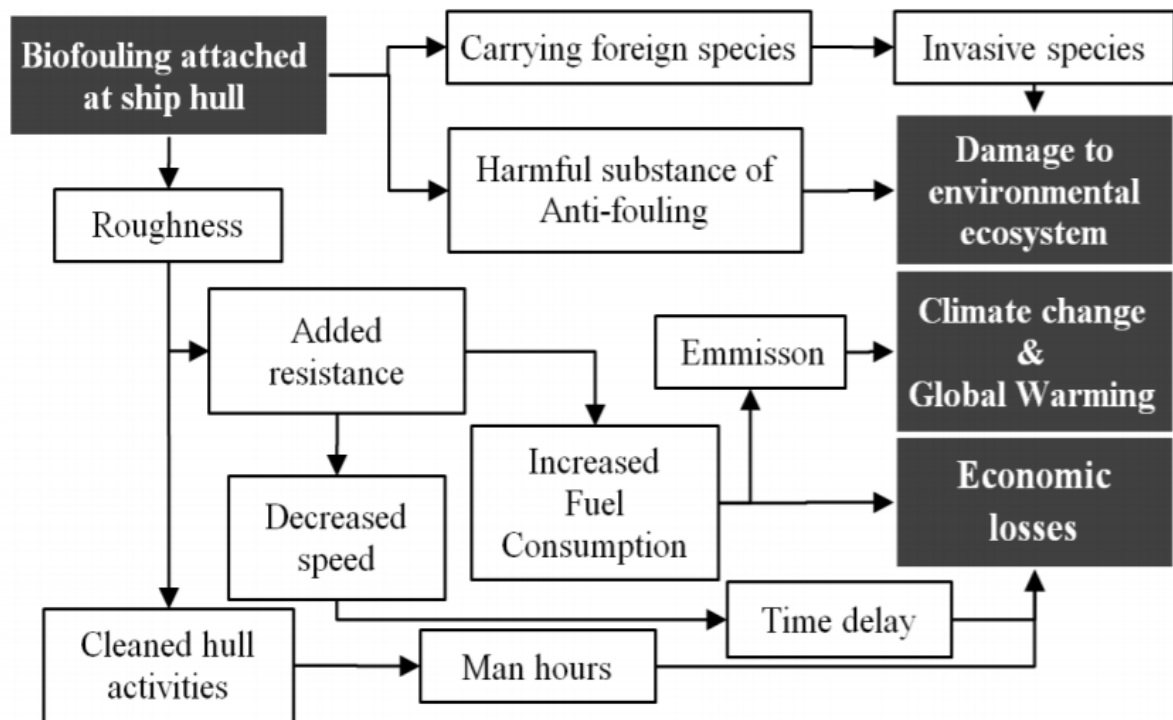 Biofouling attached
at ship hull
Carrying foreign species
Invasive species
Harmful substance of
Anti-fouling
Damage to
environmental
ecosystem
Roughness
Added
resistance
Emmisson
Climate change
&
Global Warming
Decreased
speed
Increased
Fuel
Consumption
Economic
losses
Time delay
Cleaned hull
activities
Man hours